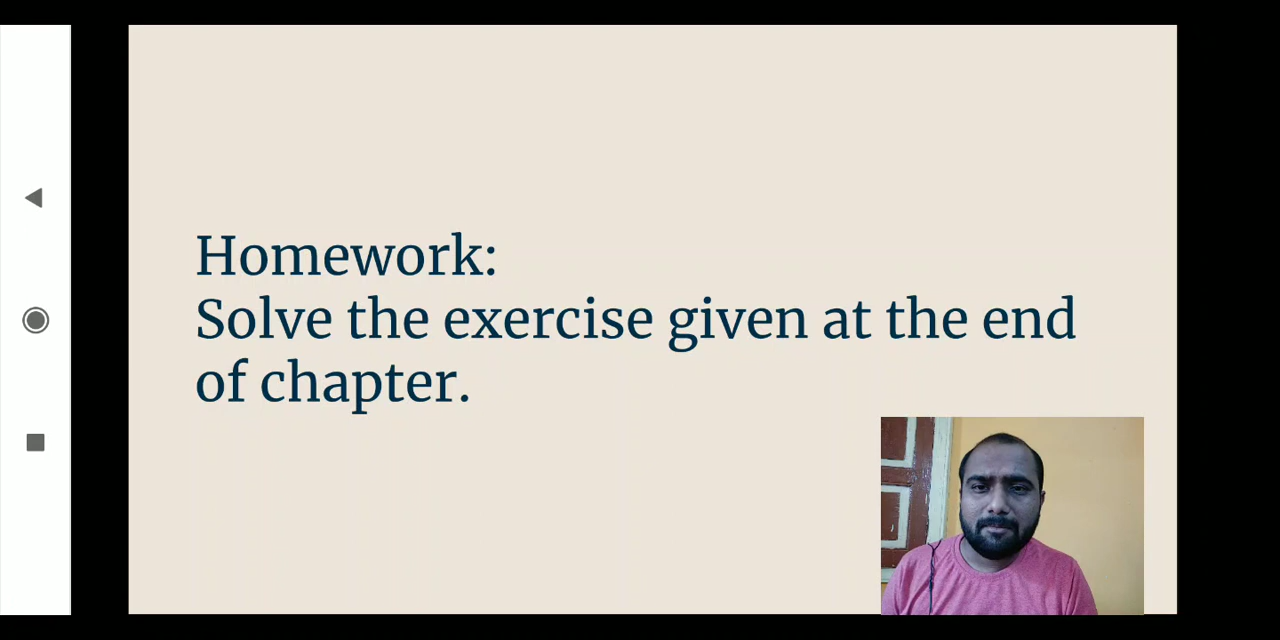 Homework:
Solve the exercise given at the end
of chapter.